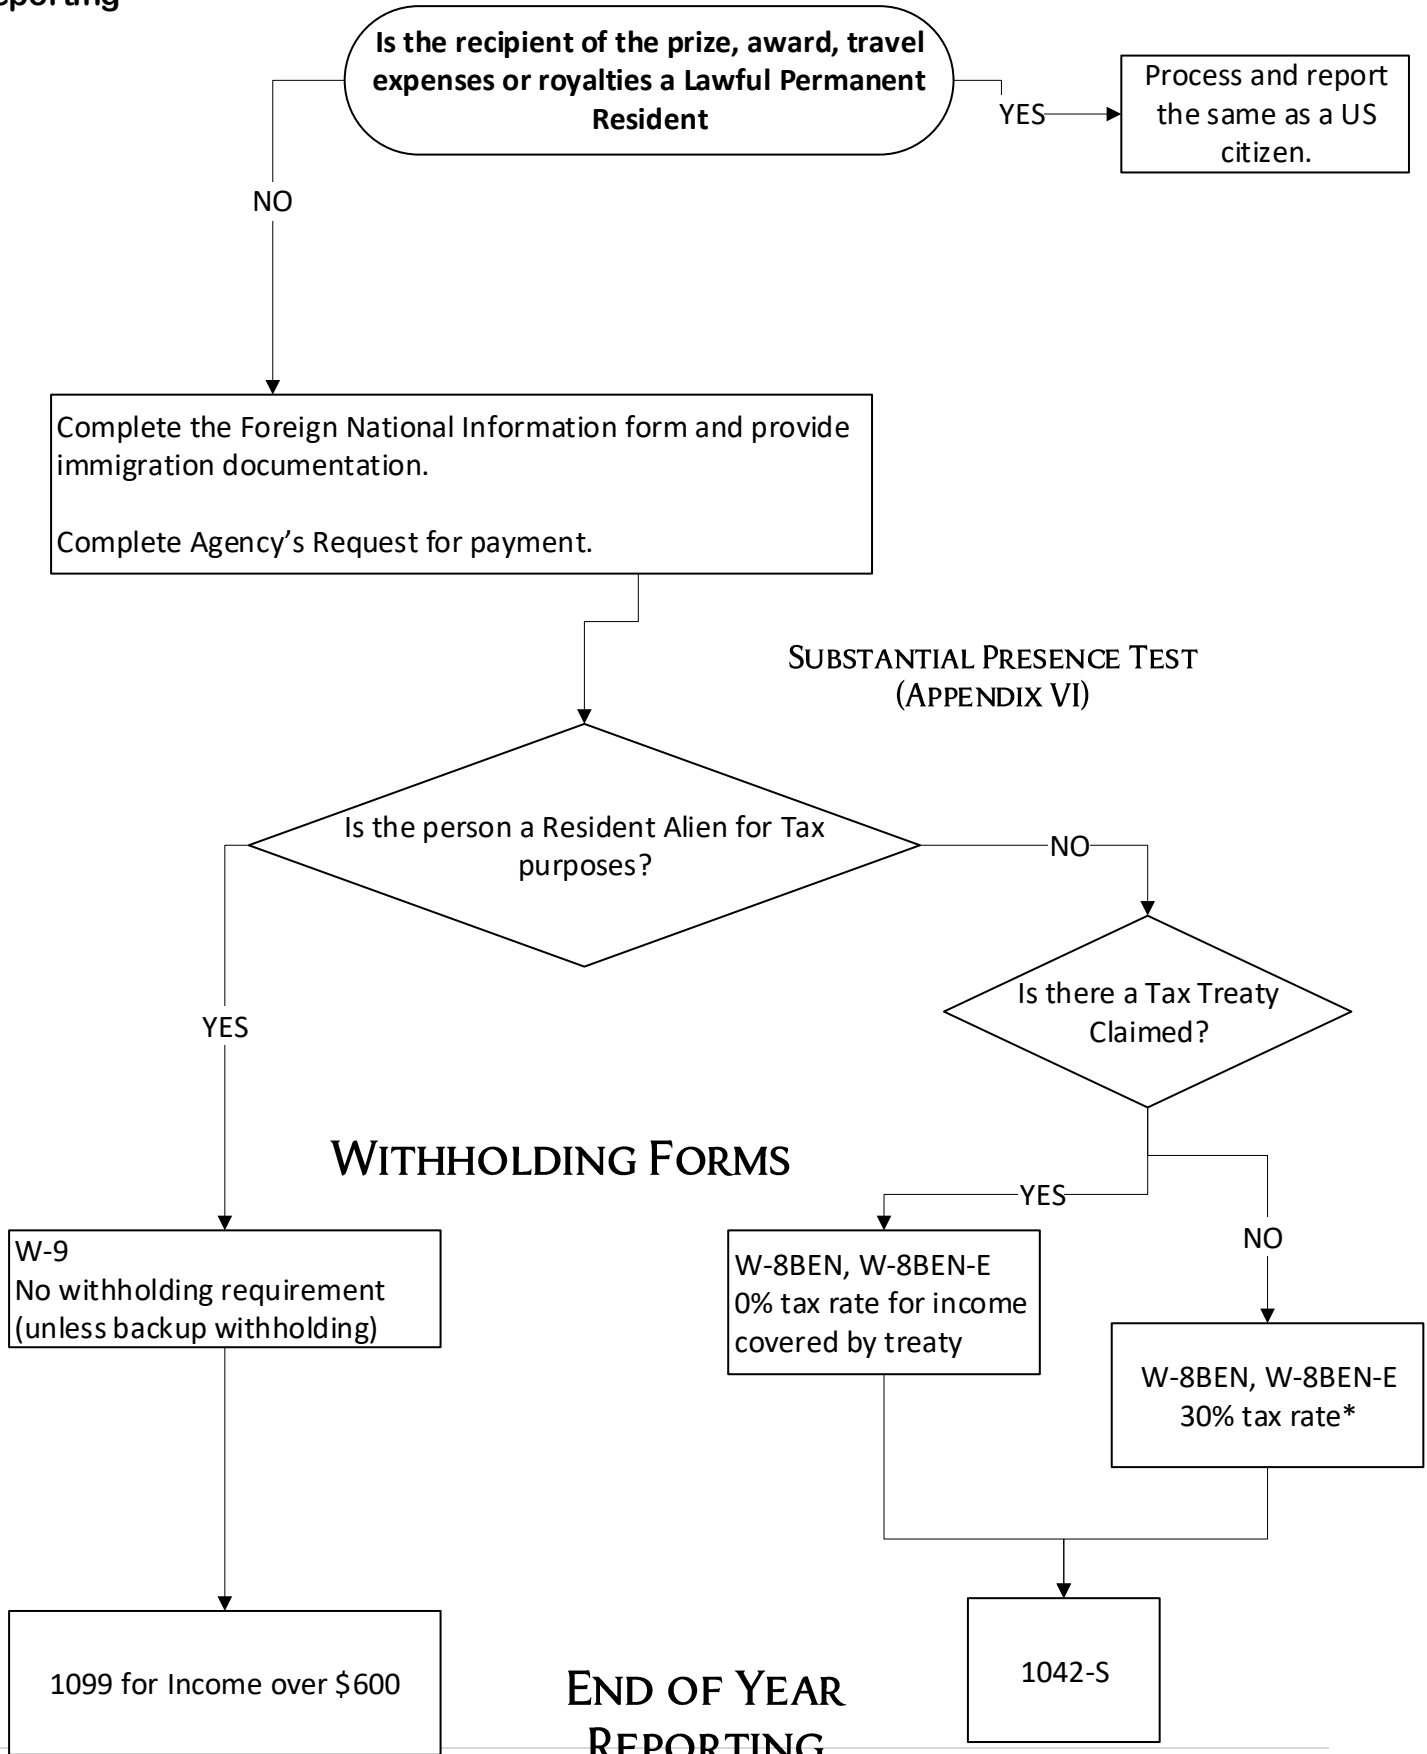 Is the recipient of the prize, award, travel
expenses or royalties a Lawful Permanent
Resident
Process and report
the same as a US
citizen.
YES
NO
Complete the Foreign National Information form and provide
immigration documentation.
Complete Agency’s Request for payment.
SUBSTANTIAL PRESENCE TEST
(APPENDIX VI)
Is the person a Resident Alien for Tax
purposes?
NO
Is there a Tax Treaty
Claimed?
YES
WITHHOLDING FORMS
YES
NO
W-9
No withholding requirement
(unless backup withholding)
W-8BEN, W-8BEN-E
0% tax rate for income
covered by treaty
W-8BEN, W-8BEN-E
30% tax rate*
1099 for Income over $600
1042-S
END OF YEAR
REPORTING